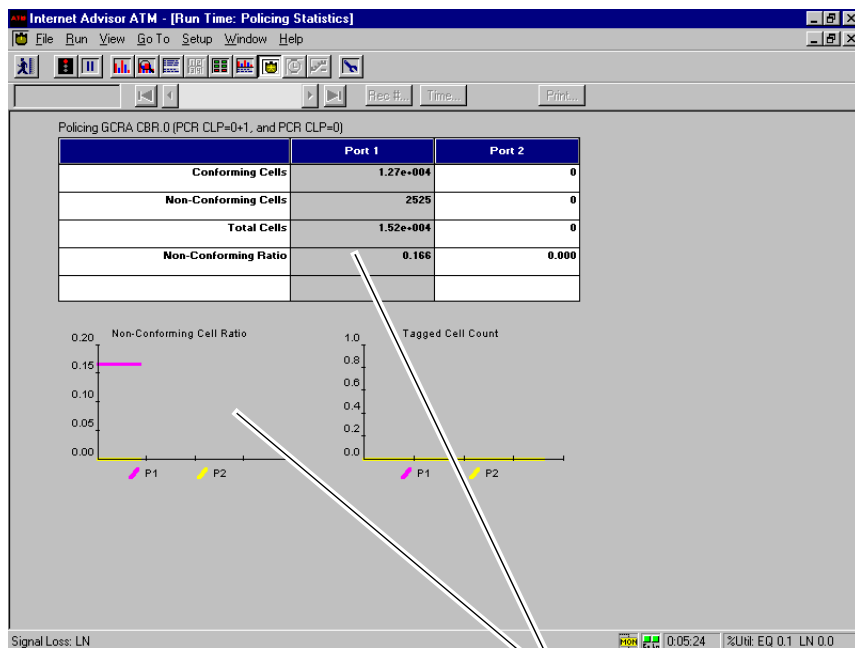 ATM Internet Advisor ATM - [Run Time: Policing Statistics]
File Run View Go To Setup Window Help
Rec #... Time... Print...
Policing GCRA CBR.0 (PCR CLP=0+1, and PCR CLP=0)
Port 1 Port 2
Conforming Cells 1.27e+004 0
Non-Conforming Cells 2525 0
Total Cells 1.52e+004 0
Non-Conforming Ratio 0.166 0.000
Non-Conforming Cell Ratio
0.20
0.15
0.10
0.05
0.00
P1 P2
Tagged Cell Count
1.0
0.8
0.6
0.4
0.2
0.0
P1 P2
Signal Loss: LN MON Ex Ln 0:05:24 %Util: EQ 0.1 LN 0.0